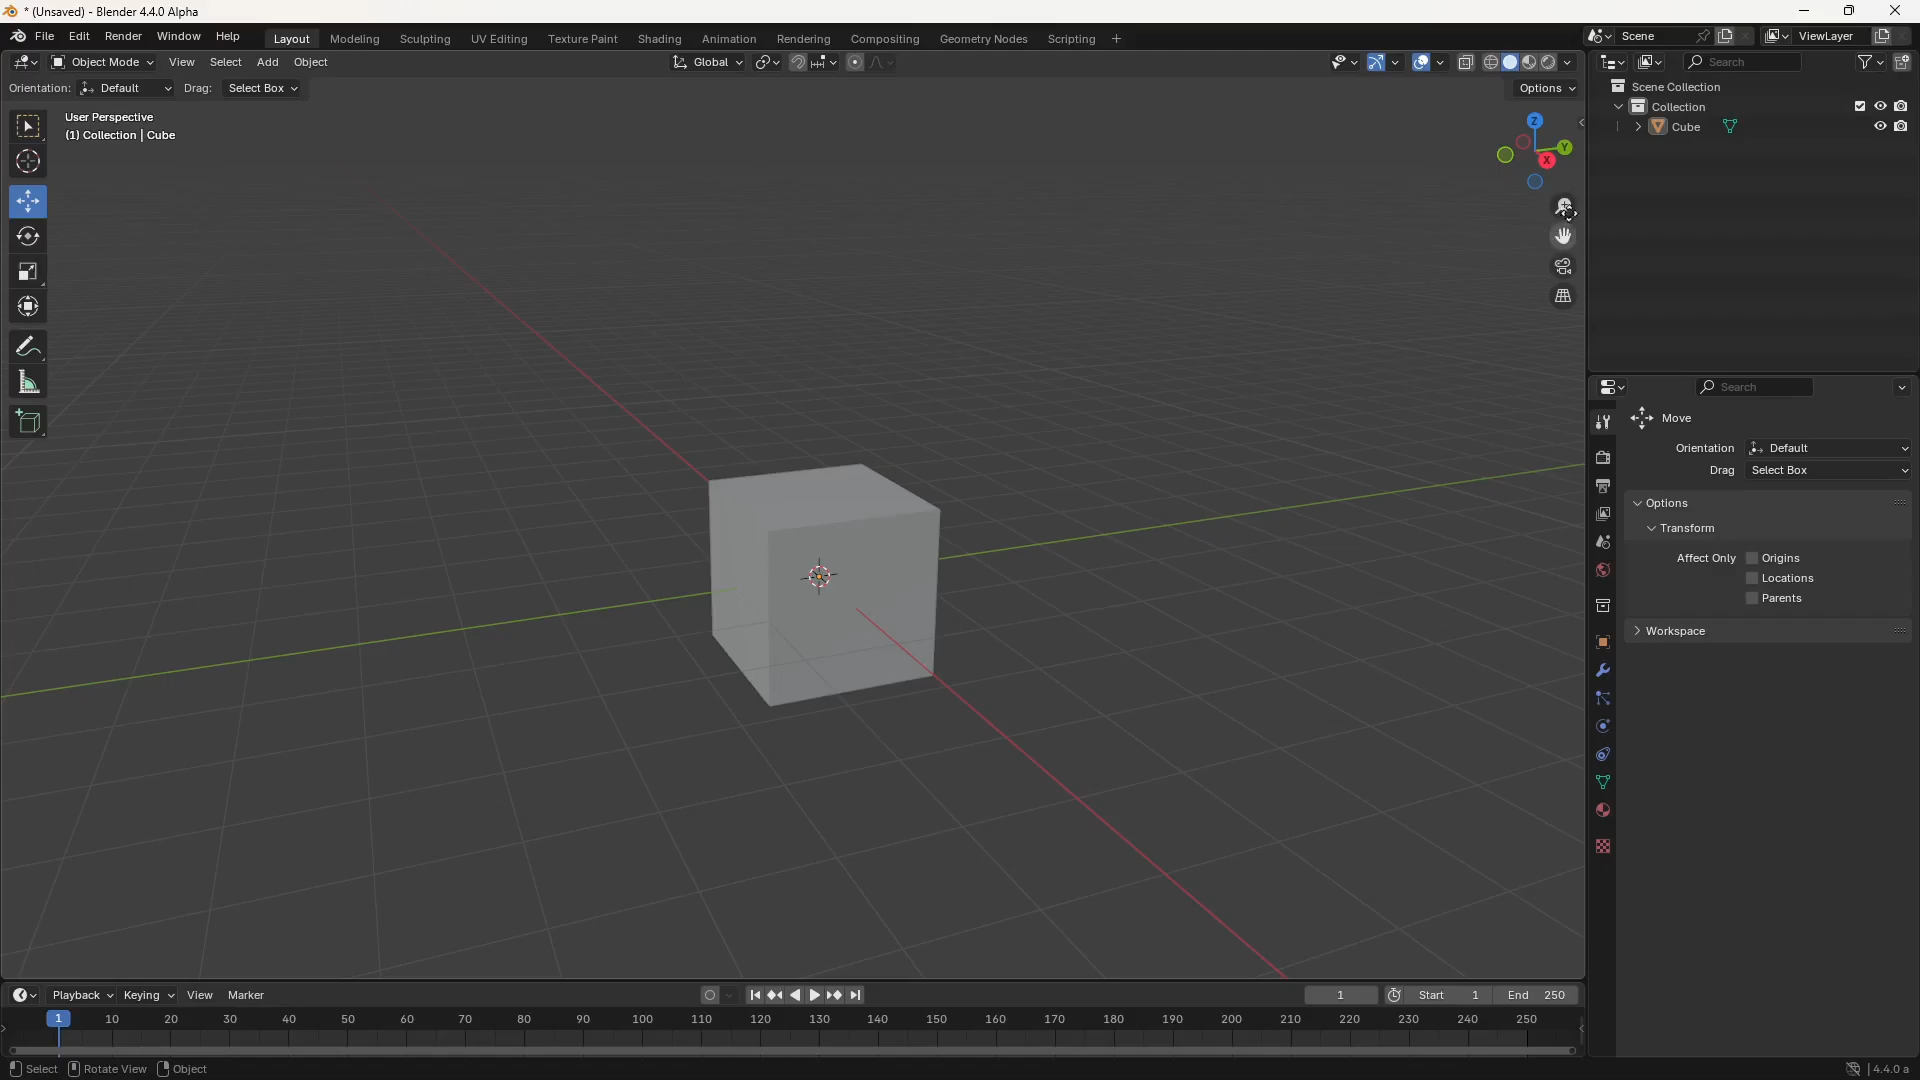 * (Unsaved) - Blender 4.4.0 Alpha
File Edit Render Window Help Layout Modeling Sculpting UV Editing Texture Paint Shading Animation Rendering Compositing Geometry Nodes Scripting + Scene ViewLayer
Object Mode View Select Add Object Global Search
Orientation: Default Drag: Select Box Options
Scene Collection
Collection
Cube
User Perspective
(1) Collection | Cube
Z
Y
X
Search
Move
Orientation Default
Drag Select Box
Options
Transform
Affect Only Origins
Locations
Parents
Workspace
Playback Keying View Marker 1 Start 1 End 250
1 10 20 30 40 50 60 70 80 90 100 110 120 130 140 150 160 170 180 190 200 210 220 230 240 250
Select Rotate View Object 4.4.0 a